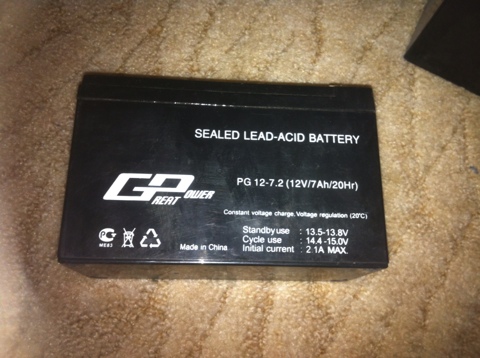 SEALED LEAD-ACID BATTERY
PG 12-7.2 (12V/7Ah/20Hr)
GREAT POWER
Constant voltage charge, Voltage regulation (20°C)
Standby use : 13.5-13.8V
Cycle use : 14.4-15.0V
Initial current : 2.1A MAX.
Made in China
ME83